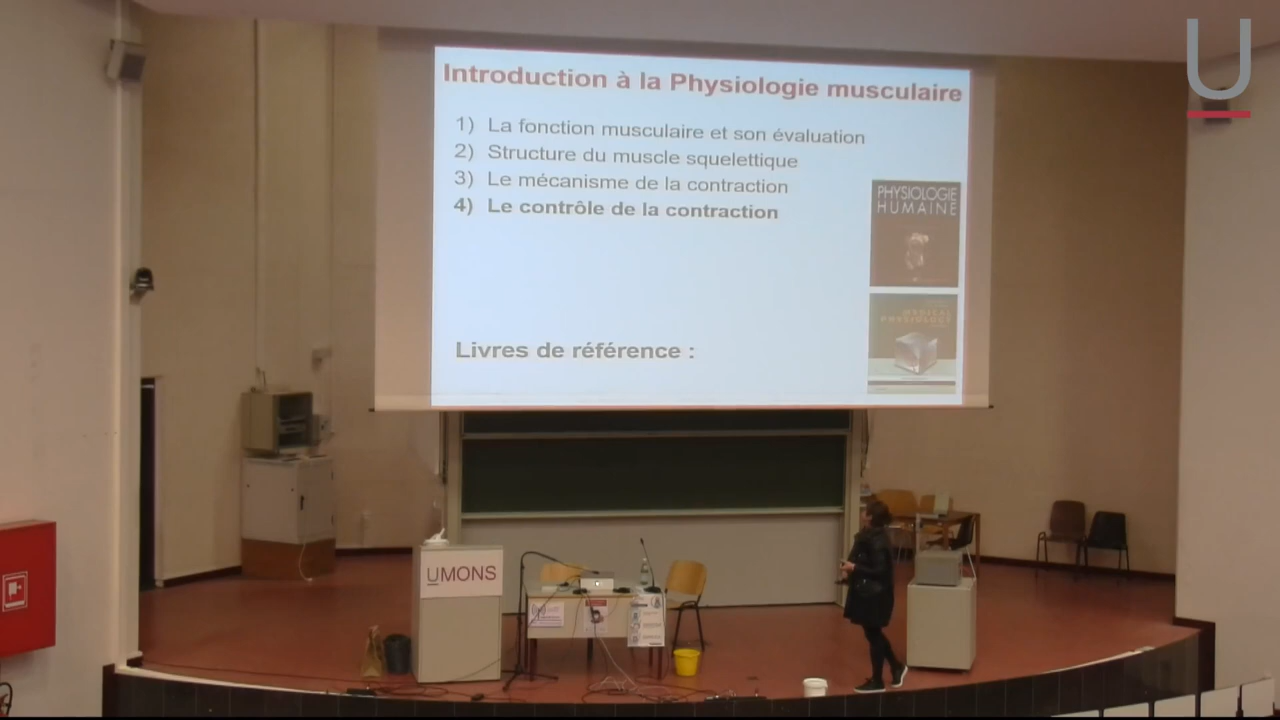 Introduction à la Physiologie musculaire
1) La fonction musculaire et son évaluation
2) Structure du muscle squelettique
3) Le mécanisme de la contraction
4) Le contrôle de la contraction
PHYSIOLOGIE
HUMAINE
MEDICAL
PHYSIOLOGY
Livres de référence :
UMONS
U